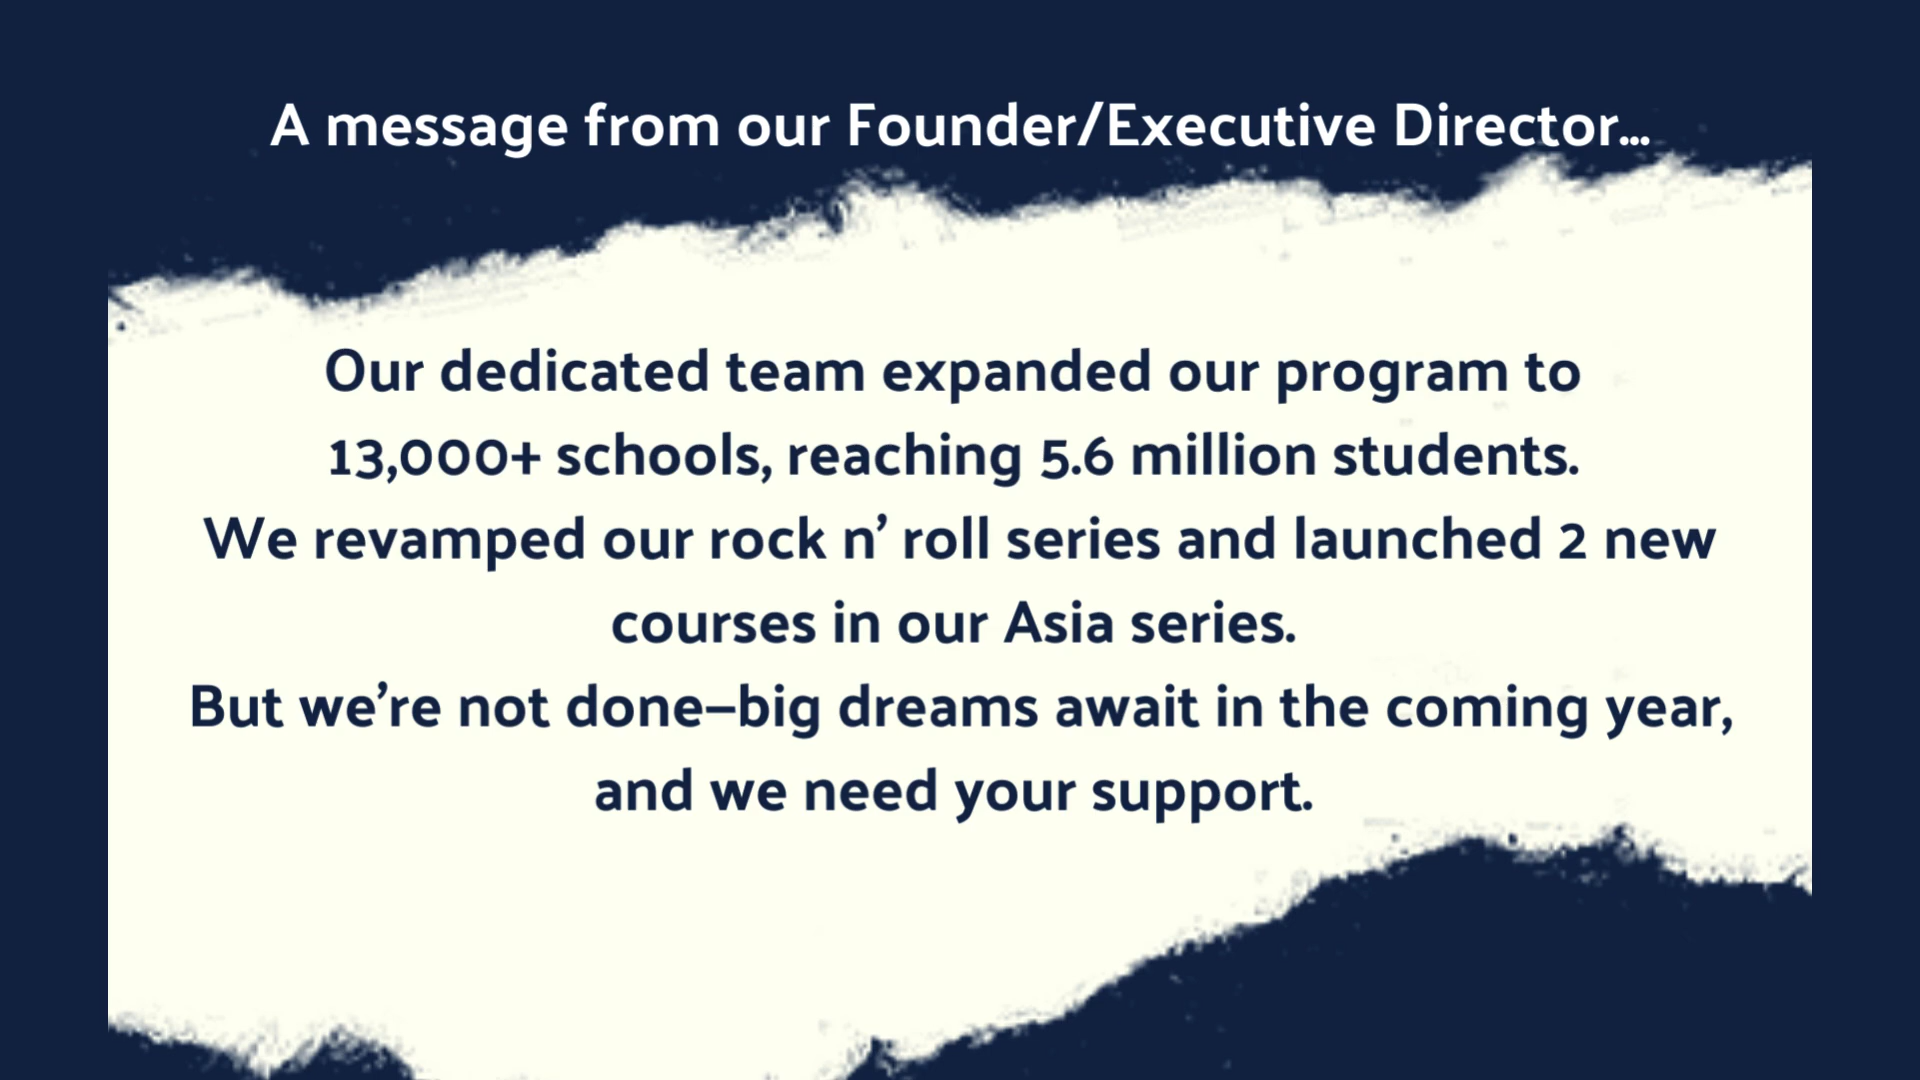 A message from our Founder/Executive Director...
Our dedicated team expanded our program to
13,000+ schools, reaching 5.6 million students.
We revamped our rock n’ roll series and launched 2 new
courses in our Asia series.
But we’re not done—big dreams await in the coming year,
and we need your support.